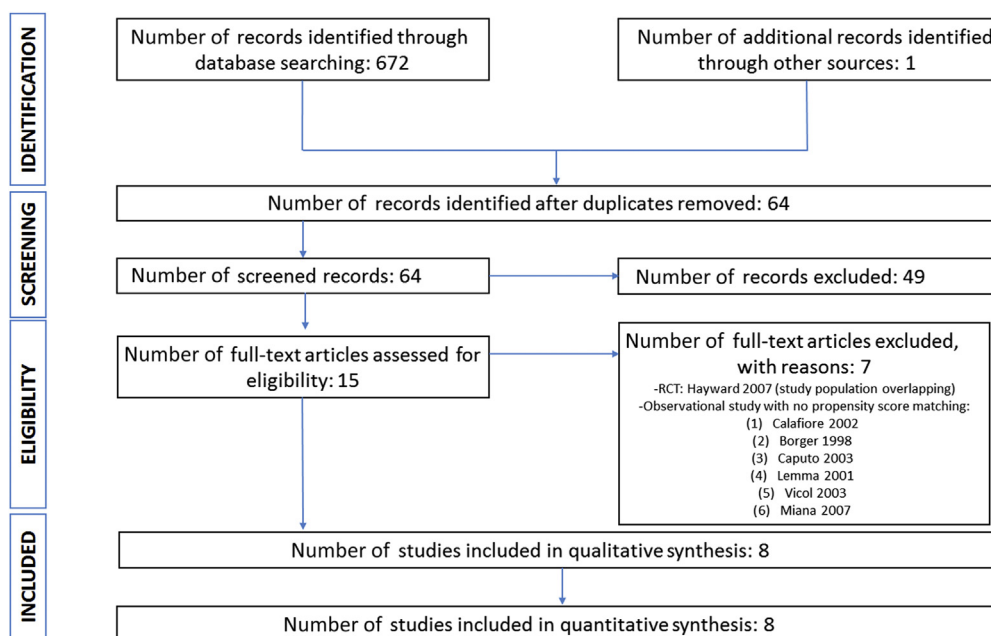 IDENTIFICATION
Number of records identified through
database searching: 672
Number of additional records identified
through other sources: 1
SCREENING
Number of records identified after duplicates removed: 64
Number of screened records: 64
Number of records excluded: 49
ELIGIBILITY
Number of full-text articles assessed for
eligibility: 15
Number of full-text articles excluded,
with reasons: 7
-RCT: Hayward 2007 (study population overlapping)
-Observational study with no propensity score matching:
(1) Calafiore 2002
(2) Borger 1998
(3) Caputo 2003
(4) Lemma 2001
(5) Vicol 2003
(6) Miana 2007
INCLUDED
Number of studies included in qualitative synthesis: 8
Number of studies included in quantitative synthesis: 8